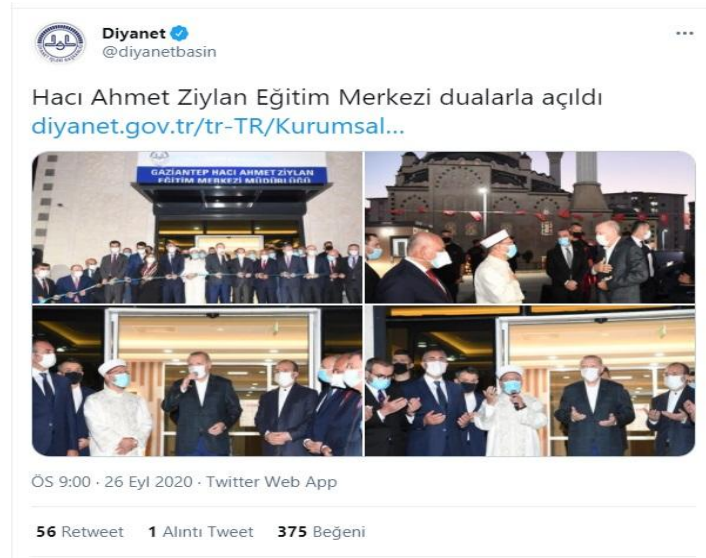 Diyanet
@diyanetbasin
Hacı Ahmet Ziylan Eğitim Merkezi dualarla açıldı
diyanet.gov.tr/tr-TR/Kurumsal...
GAZİANTEP HACI AHMET ZİYLAN
EĞİTİM MERKEZİ MÜDÜRLÜĞÜ
ÖS 9:00 · 26 Eyl 2020 · Twitter Web App
56 Retweet 1 Alıntı Tweet 375 Beğeni